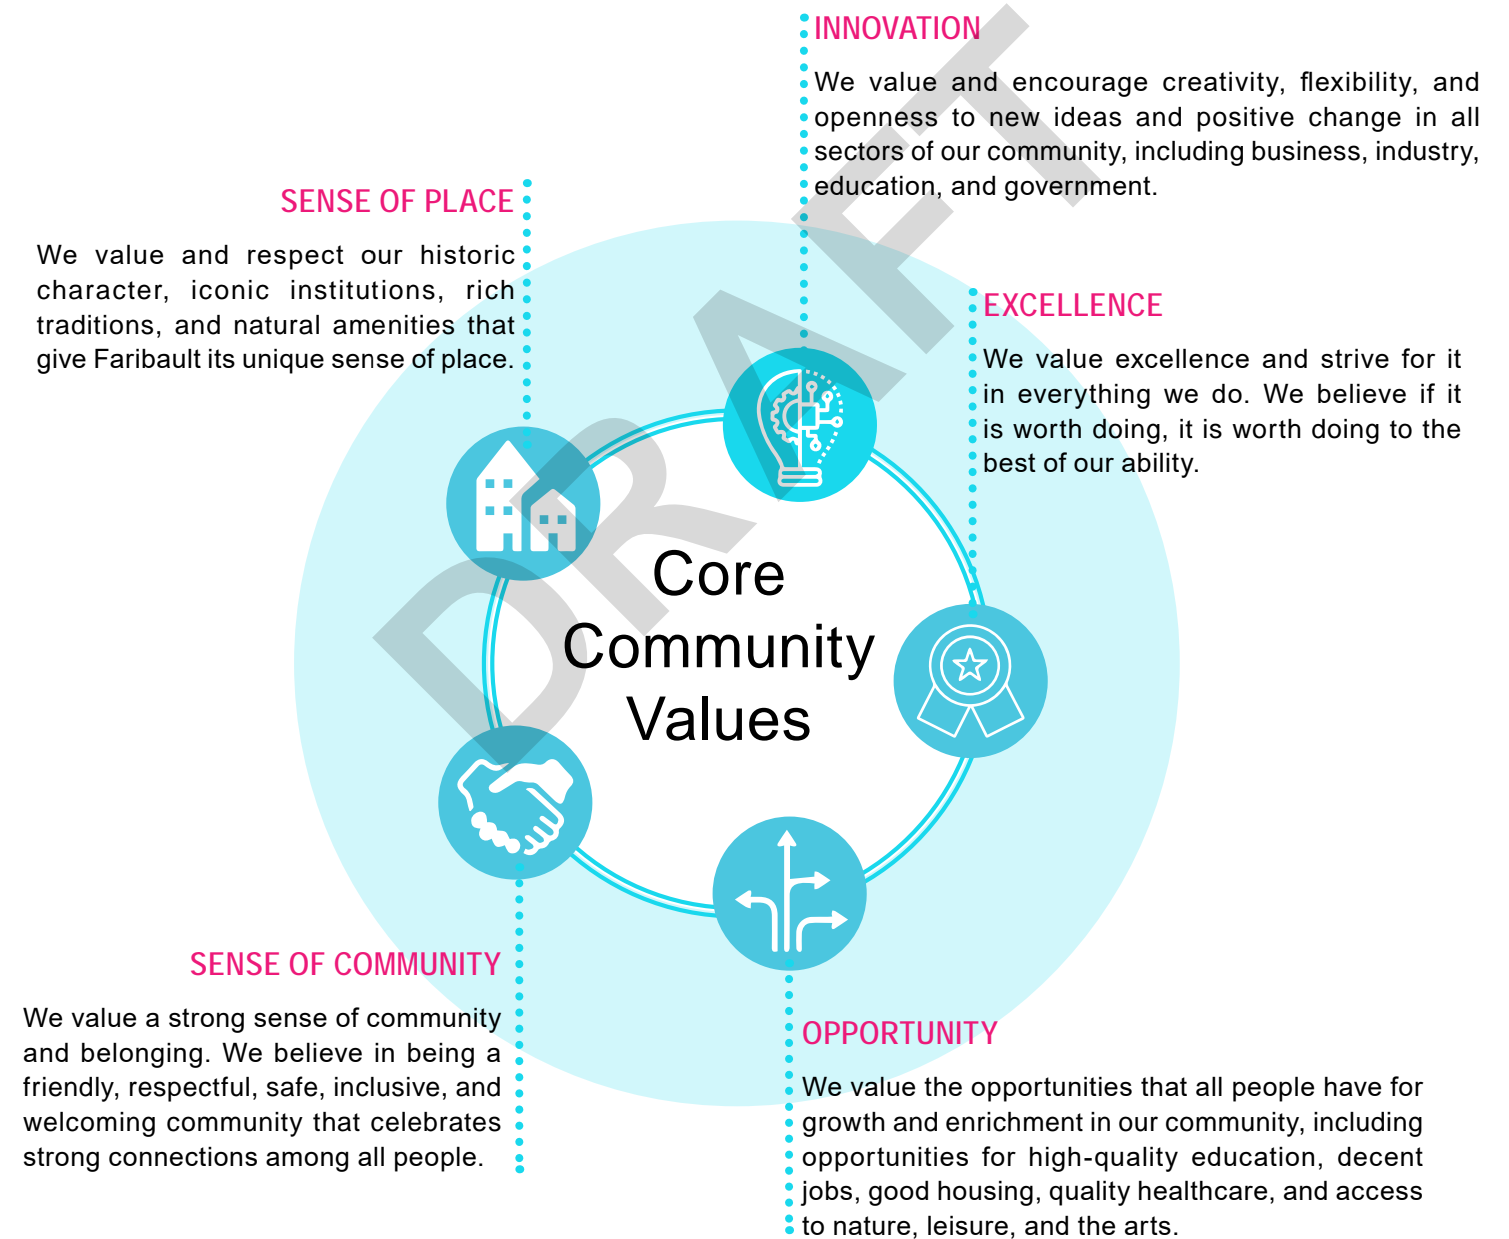 INNOVATION
We value and encourage creativity, flexibility, and
openness to new ideas and positive change in all
sectors of our community, including business, industry,
education, and government.
SENSE OF PLACE
We value and respect our historic
character, iconic institutions, rich
traditions, and natural amenities that
give Faribault its unique sense of place.
EXCELLENCE
We value excellence and strive for it
in everything we do. We believe if it
is worth doing, it is worth doing to the
best of our ability.
Core
Community
Values
DRAFT
SENSE OF COMMUNITY
We value a strong sense of community
and belonging. We believe in being a
friendly, respectful, safe, inclusive, and
welcoming community that celebrates
strong connections among all people.
OPPORTUNITY
We value the opportunities that all people have for
growth and enrichment in our community, including
opportunities for high-quality education, decent
jobs, good housing, quality healthcare, and access
to nature, leisure, and the arts.